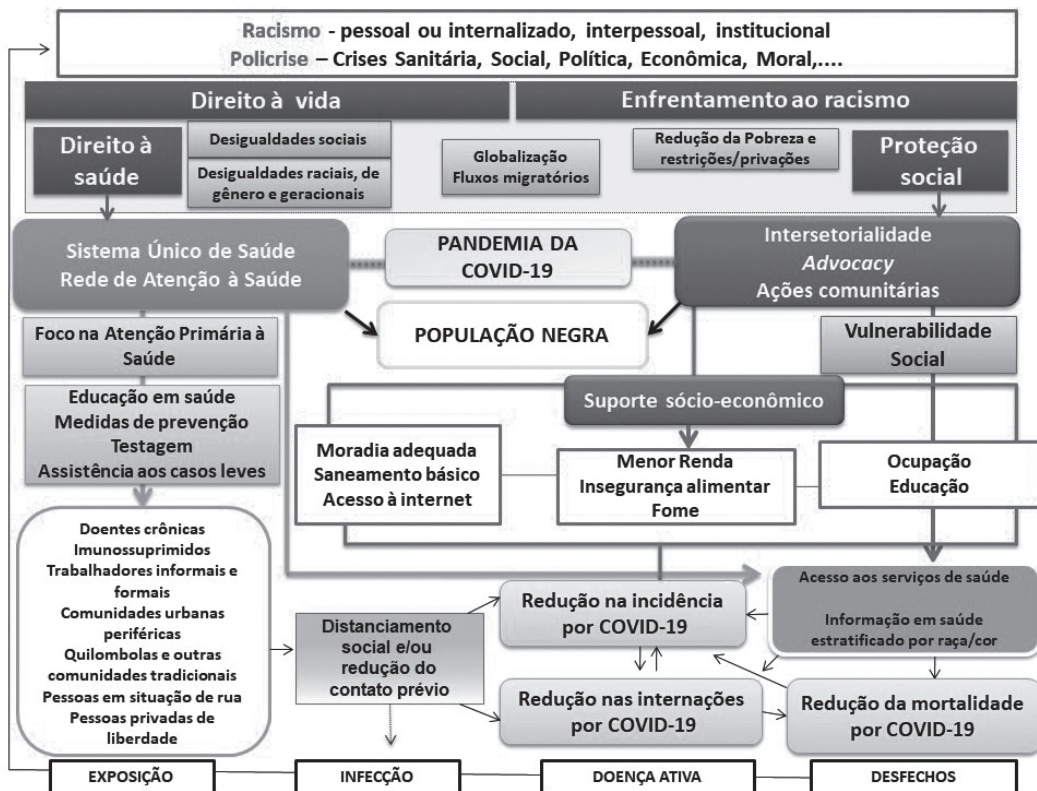 Racismo - pessoal ou internalizado, interpessoal, institucional
Policrise – Crises Sanitária, Social, Política, Econômica, Moral,....
Direito à vida
Enfrentamento ao racismo
Direito à
saúde
Desigualdades sociais
Desigualdades raciais, de
gênero e geracionais
Globalização
Fluxos migratórios
Redução da Pobreza e
restrições/privações
Proteção
social
Sistema Único de Saúde
Rede de Atenção à Saúde
PANDEMIA DA
COVID-19
Intersetorialidade
Advocacy
Ações comunitárias
POPULAÇÃO NEGRA
Foco na Atenção Primária à
Saúde
Vulnerabilidade
Social
Educação em saúde
Medidas de prevenção
Testagem
Assistência aos casos leves
Suporte sócio-econômico
Moradia adequada
Saneamento básico
Acesso à internet
Menor Renda
Insegurança alimentar
Fome
Ocupação
Educação
Doentes crônicas
Imunossuprimidos
Trabalhadores informais e
formais
Comunidades urbanas
periféricas
Quilombolas e outras
comunidades tradicionais
Pessoas em situação de rua
Pessoas privadas de
liberdade
Distanciamento
social e/ou
redução do
contato prévio
Redução na incidência
por COVID-19
Acesso aos serviços de saúde
Informação em saúde
estratificado por raça/cor
Redução nas internações
por COVID-19
Redução da mortalidade
por COVID-19
EXPOSIÇÃO
INFECÇÃO
DOENÇA ATIVA
DESFECHOS